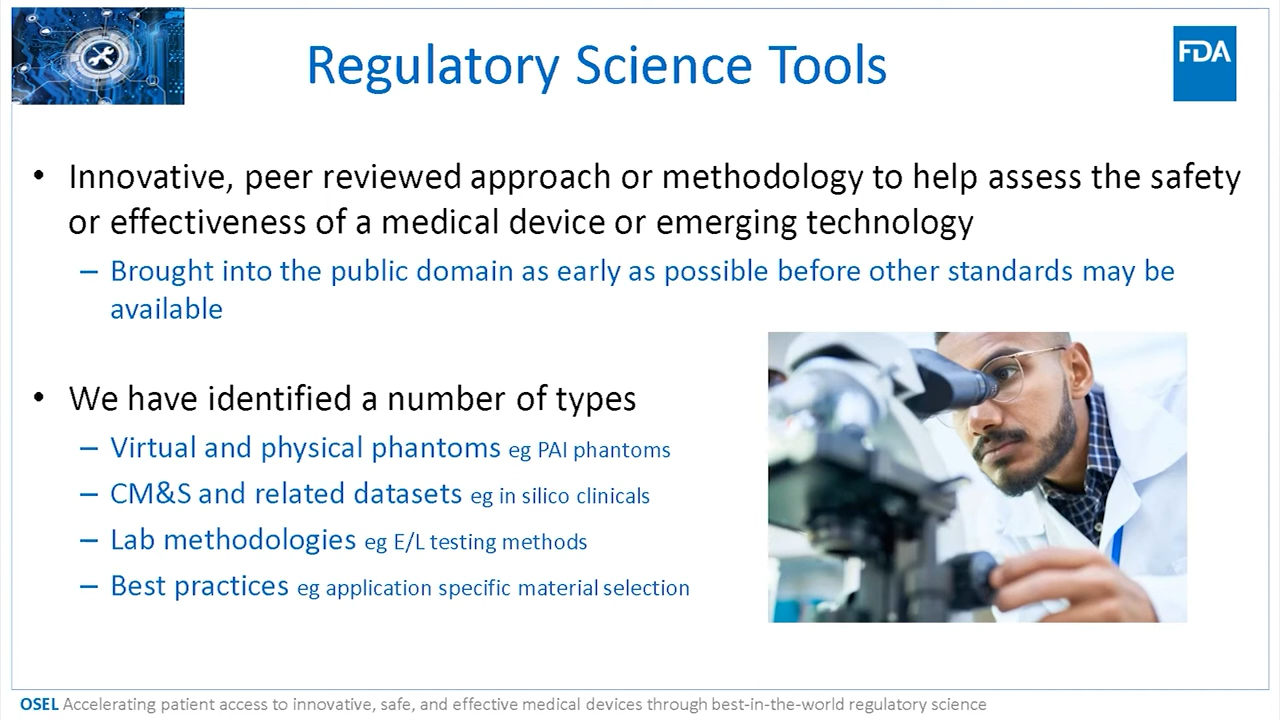 Regulatory Science Tools
FDA
• Innovative, peer reviewed approach or methodology to help assess the safety
or effectiveness of a medical device or emerging technology
– Brought into the public domain as early as possible before other standards may be
available
• We have identified a number of types
– Virtual and physical phantoms eg PAI phantoms
– CM&S and related datasets eg in silico clinicals
– Lab methodologies eg E/L testing methods
– Best practices eg application specific material selection
OSEL Accelerating patient access to innovative, safe, and effective medical devices through best-in-the-world regulatory science